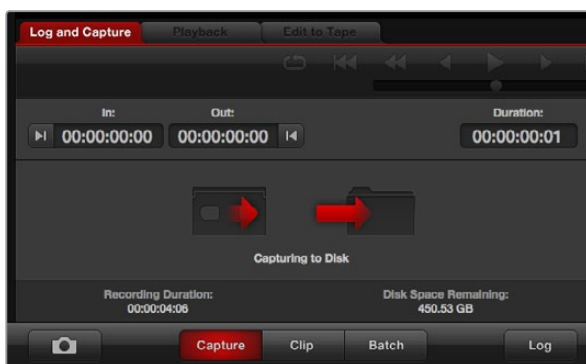 Log and Capture Playback Edit to Tape
In: Out: Duration:
00:00:00:00 00:00:00:00 00:00:00:01
Capturing to Disk
Recording Duration: Disk Space Remaining:
00:00:04:06 450.53 GB
Capture Clip Batch Log